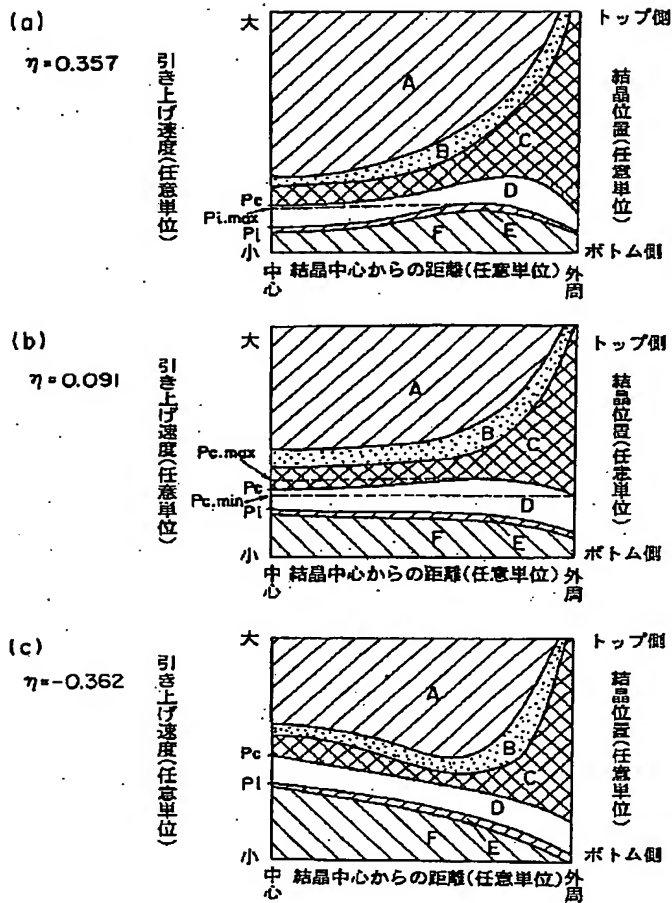 (a)
η=0.357
引き上げ速度(任意単位)
大
トップ側
A
B
C
D
E
F
Pc
Pi.max
Pi
小
ボトム側
結晶位置(任意単位)
中心
結晶中心からの距離(任意単位)
外周
(b)
η=0.091
引き上げ速度(任意単位)
大
トップ側
A
B
C
D
E
F
Pc.max
Pc
Pc.min
Pi
小
ボトム側
結晶位置(任意単位)
中心
結晶中心からの距離(任意単位)
外周
(c)
η=-0.362
引き上げ速度(任意単位)
大
トップ側
A
B
C
D
E
F
Pc
Pi
小
ボトム側
結晶位置(任意単位)
中心
結晶中心からの距離(任意単位)
外周